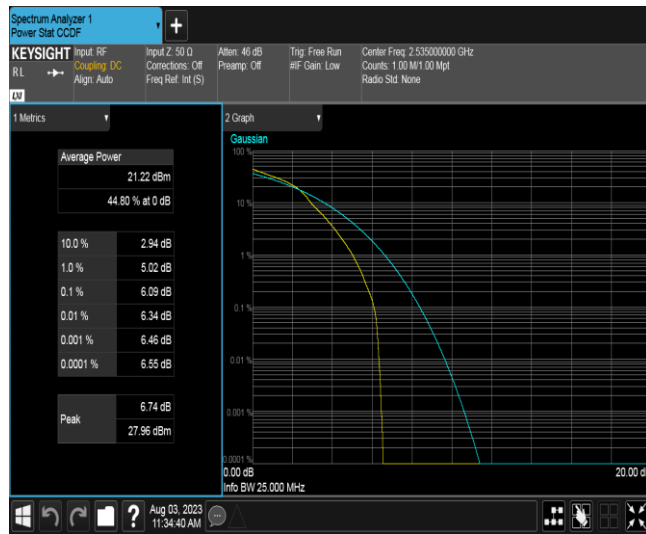 Spectrum Analyzer 1
Power Stat CCDF
+
KEYSIGHT
RL
LXI
Input: RF
Coupling: DC
Align: Auto
Input Z: 50 Ω
Corrections: Off
Freq Ref: Int (S)
Atten: 46 dB
Preamp: Off
Trig: Free Run
#IF Gain: Low
Center Freq: 2.535000000 GHz
Counts: 1.00 M/1.00 Mpt
Radio Std: None
1 Metrics
Average Power
21.22 dBm
44.80 % at 0 dB
10.0 % 2.94 dB
1.0 % 5.02 dB
0.1 % 6.09 dB
0.01 % 6.34 dB
0.001 % 6.46 dB
0.0001 % 6.55 dB
Peak
6.74 dB
27.96 dBm
2 Graph
Gaussian
100 %
10 %
1 %
0.1 %
0.01 %
0.001 %
0.0001 %
0.00 dB 20.00 d
Info BW 25.000 MHz
?
Aug 03, 2023
11:34:40 AM